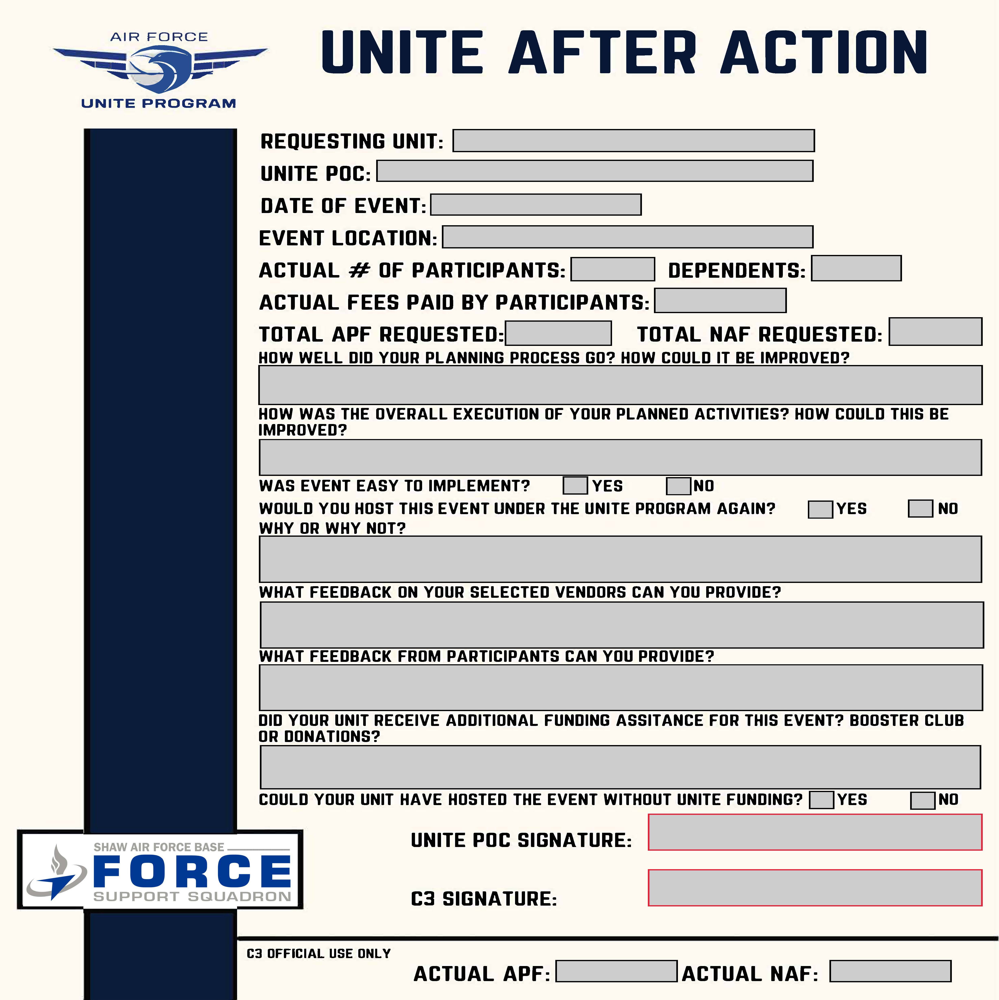 AIR FORCE
UNITE PROGRAM
UNITE AFTER ACTION
REQUESTING UNIT:
UNITE POC:
DATE OF EVENT:
EVENT LOCATION:
ACTUAL # OF PARTICIPANTS: DEPENDENTS:
ACTUAL FEES PAID BY PARTICIPANTS:
TOTAL APF REQUESTED: TOTAL NAF REQUESTED:
HOW WELL DID YOUR PLANNING PROCESS GO? HOW COULD IT BE IMPROVED?
HOW WAS THE OVERALL EXECUTION OF YOUR PLANNED ACTIVITIES? HOW COULD THIS BE
IMPROVED?
WAS EVENT EASY TO IMPLEMENT? YES NO
WOULD YOU HOST THIS EVENT UNDER THE UNITE PROGRAM AGAIN? YES NO
WHY OR WHY NOT?
WHAT FEEDBACK ON YOUR SELECTED VENDORS CAN YOU PROVIDE?
WHAT FEEDBACK FROM PARTICIPANTS CAN YOU PROVIDE?
DID YOUR UNIT RECEIVE ADDITIONAL FUNDING ASSITANCE FOR THIS EVENT? BOOSTER CLUB
OR DONATIONS?
COULD YOUR UNIT HAVE HOSTED THE EVENT WITHOUT UNITE FUNDING? YES NO
UNITE POC SIGNATURE:
C3 SIGNATURE:
SHAW AIR FORCE BASE
FORCE
SUPPORT SQUADRON
C3 OFFICIAL USE ONLY
ACTUAL APF: ACTUAL NAF: